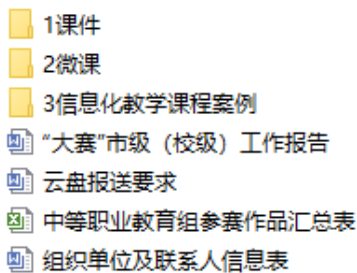 1课件
2微课
3信息化教学课程案例
“大赛”市级（校级）工作报告
云盘报送要求
中等职业教育组参赛作品汇总表
组织单位及联系人信息表